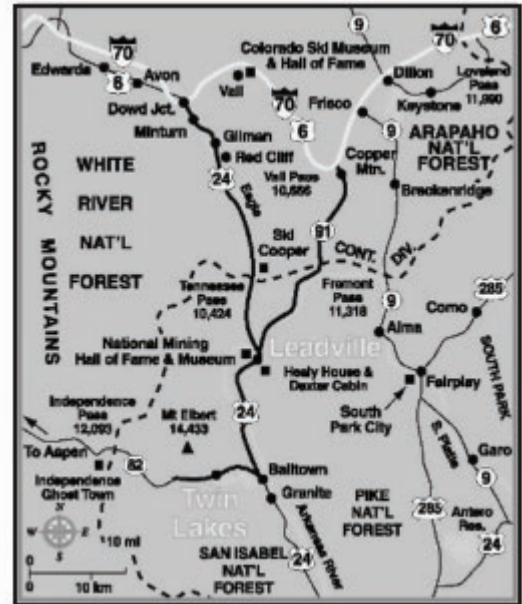 9
70
70
6
Colorado Ski Museum
& Hall of Fame
Edwards
6
Avon
Vail
Dillon
Loveland
Pass
11,990
Dowd Jct.
70
Frisco
Keystone
Minturn
6
9
ARAPAHO
NAT'L
FOREST
Gilman
Red Cliff
Copper
Mtn.
Vail Pass
10,666
ROCKY MOUNTAINS
WHITE
RIVER
NAT'L
FOREST
24
Eagle
Breckenridge
91
Ski
Cooper
CONT. DIV.
Tennessee
Pass
10,424
Fremont
Pass
11,318
9
285
Como
Alma
National Mining
Hall of Fame & Museum
Leadville
Healy House &
Dexter Cabin
Fairplay
SOUTH PARK
South
Park City
Independence
Pass
12,093
Mt Elbert
14,433
24
To Aspen
82
Independence
Ghost Town
Balltown
Granite
S. Platte
Garo
9
Twin
Lakes
PIKE
NAT'L
FOREST
285
Antero
Res.
24
N
W
E
S
10 mi
0
10 km
Arkansas River
SAN ISABEL
NAT'L
FOREST
24